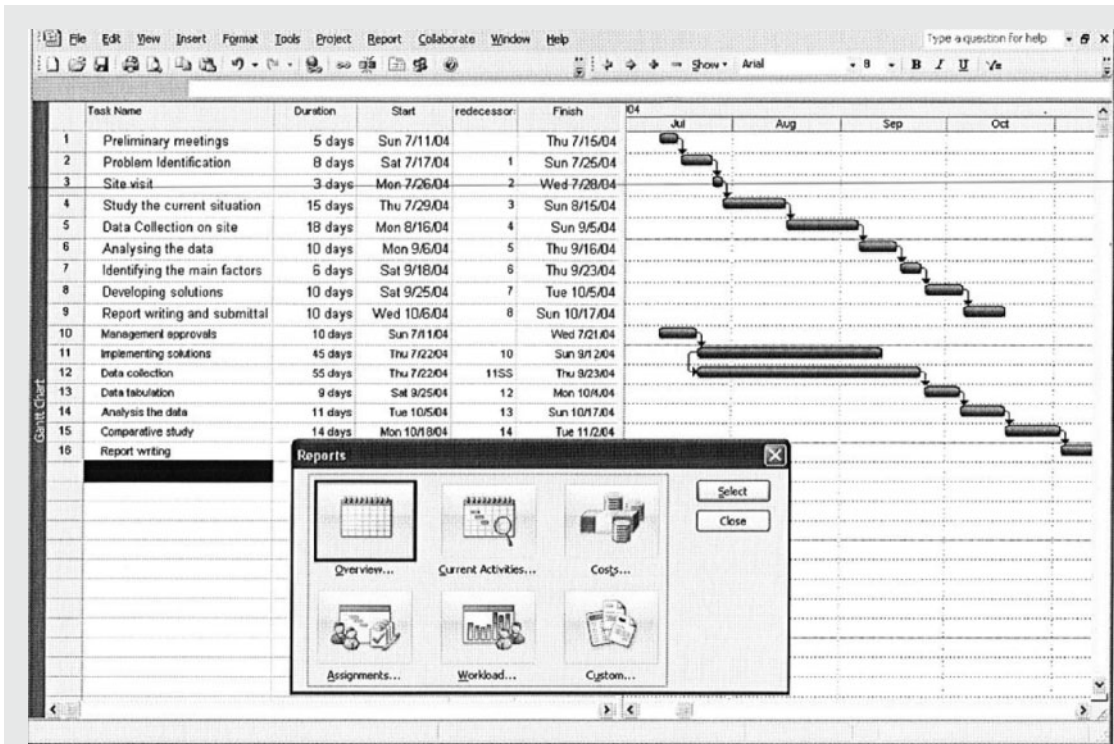 File Edit View Insert Format Tools Project Report Collaborate Window Help Type a question for help
Show Arial 8 B I U
Task Name Duration Start redecessor Finish 04
Jul Aug Sep Oct
1 Preliminary meetings 5 days Sun 7/11/04 Thu 7/15/04
2 Problem Identification 8 days Sat 7/17/04 1 Sun 7/25/04
3 Site visit 3 days Mon 7/26/04 2 Wed 7/28/04
4 Study the current situation 15 days Thu 7/29/04 3 Sun 8/15/04
5 Data Collection on site 18 days Mon 8/16/04 4 Sun 9/5/04
6 Analysing the data 10 days Mon 9/6/04 5 Thu 9/16/04
7 Identifying the main factors 6 days Sat 9/18/04 6 Thu 9/23/04
8 Developing solutions 10 days Sat 9/25/04 7 Tue 10/5/04
9 Report writing and submittal 10 days Wed 10/6/04 8 Sun 10/17/04
10 Management approvals 10 days Sun 7/11/04 Wed 7/21/04
11 Implementing solutions 45 days Thu 7/22/04 10 Sun 9/12/04
12 Data collection 55 days Thu 7/22/04 11SS Thu 9/23/04
13 Data tabulation 9 days Sat 9/25/04 12 Mon 10/4/04
14 Analysis the data 11 days Tue 10/5/04 13 Sun 10/17/04
15 Comparative study 14 days Mon 10/18/04 14 Tue 11/2/04
16 Report writing
Gantt Chart
Reports
Select
Close
Overview... Current Activities... Costs...
Assignments... Workload... Custom...